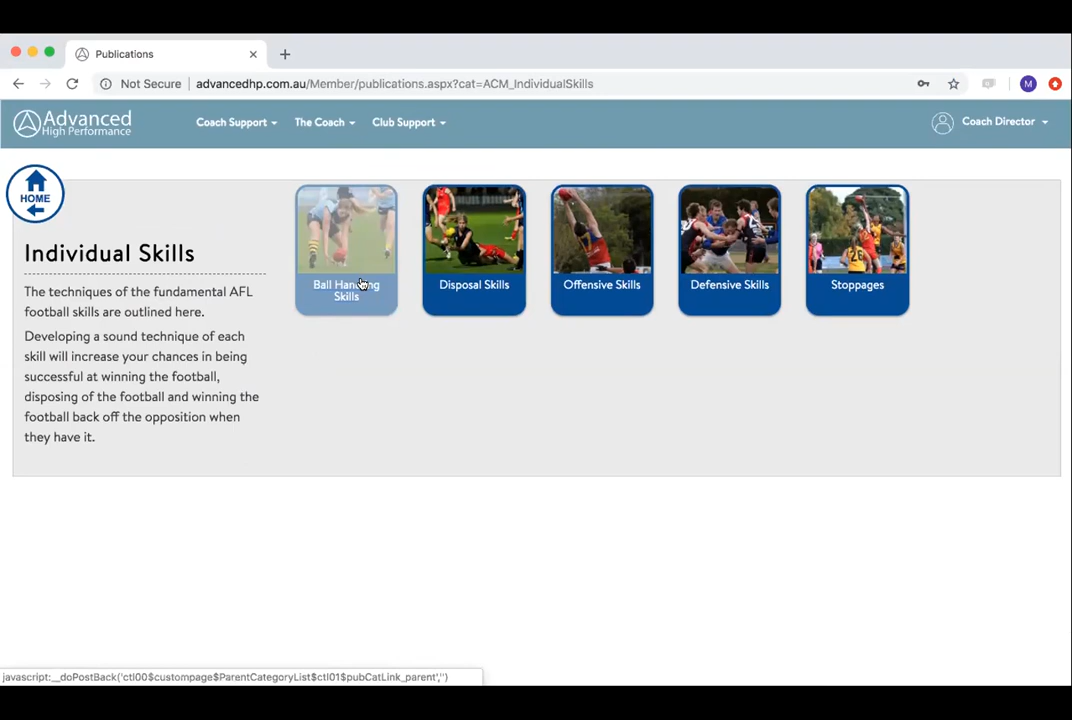 Publications
Not Secure advancedhp.com.au/Member/publications.aspx?cat=ACM_IndividualSkills
M
Advanced
High Performance
Coach Support The Coach Club Support Coach Director
HOME
Individual Skills
The techniques of the fundamental AFL
football skills are outlined here.
Developing a sound technique of each
skill will increase your chances in being
successful at winning the football,
disposing of the football and winning the
football back off the opposition when
they have it.
Ball Handling
Skills
Disposal Skills
Offensive Skills
Defensive Skills
Stoppages
26
javascript:__doPostBack('ctl00$custompage$ParentCategoryList$ctl01$pubCatLink_parent','')